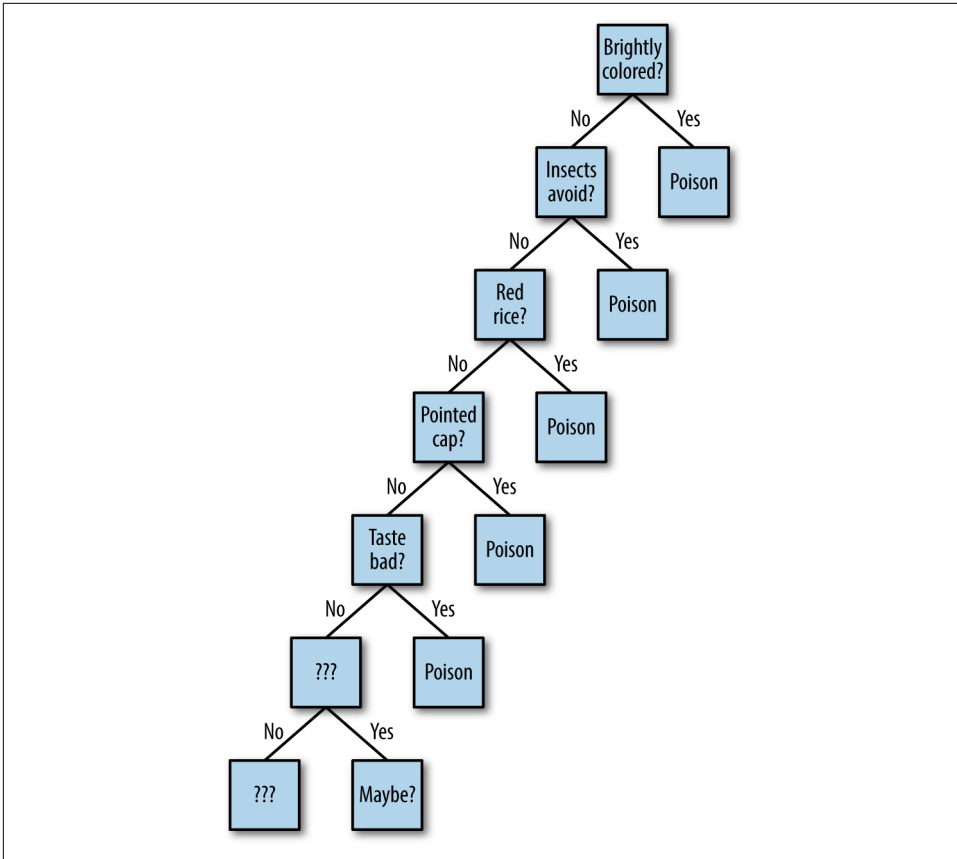 Brightly
colored?
No
Yes
Insects
avoid?
Poison
No
Yes
Red
rice?
Poison
No
Yes
Pointed
cap?
Poison
No
Yes
Taste
bad?
Poison
No
Yes
???
Poison
No
Yes
???
Maybe?